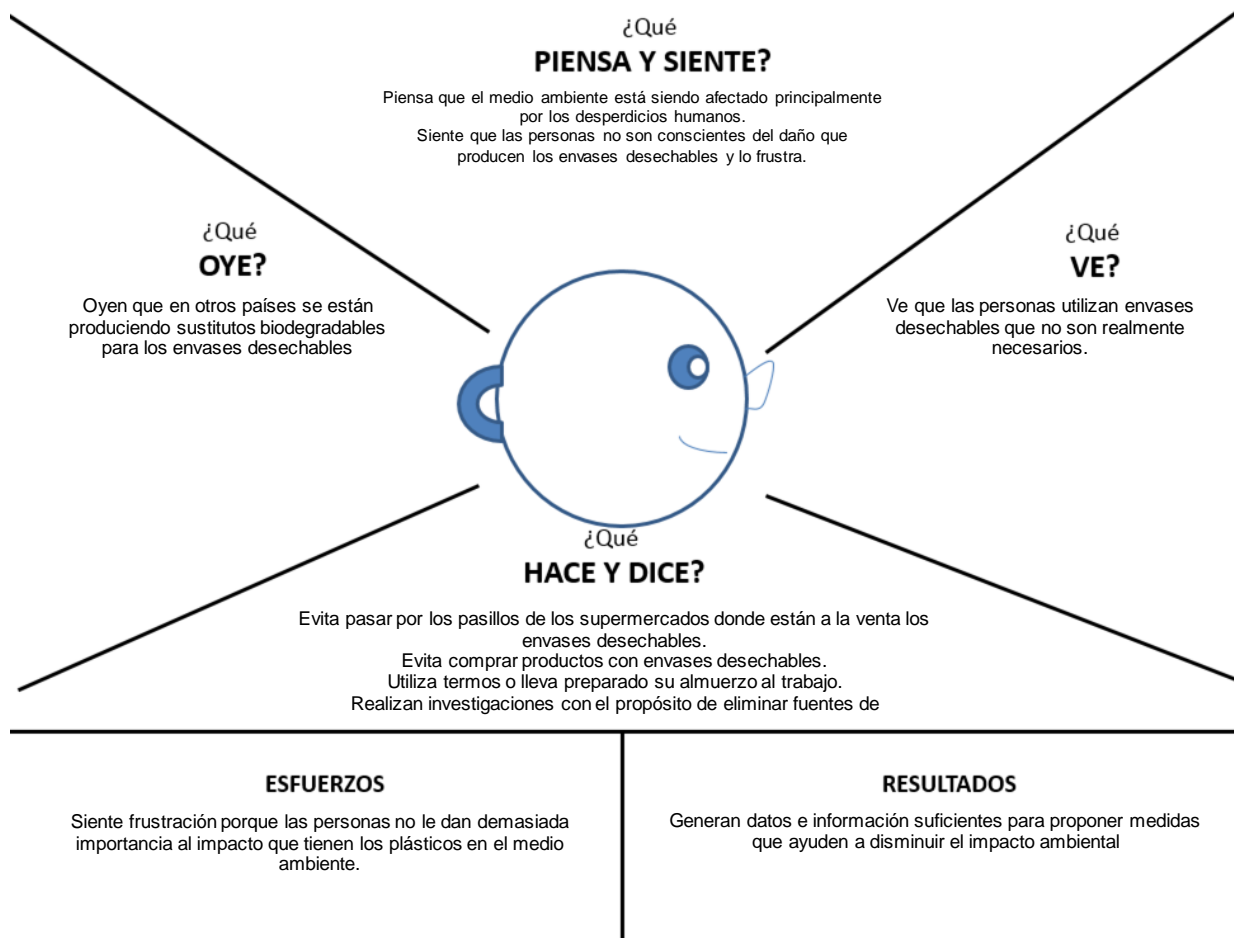 ¿Qué
PIENSA Y SIENTE?
Piensa que el medio ambiente está siendo afectado principalmente
por los desperdicios humanos.
Siente que las personas no son conscientes del daño que
producen los envases desechables y lo frustra.
¿Qué
OYE?
Oyen que en otros países se están
produciendo sustitutos biodegradables
para los envases desechables
¿Qué
VE?
Ve que las personas utilizan envases
desechables que no son realmente
necesarios.
¿Qué
HACE Y DICE?
Evita pasar por los pasillos de los supermercados donde están a la venta los
envases desechables.
Evita comprar productos con envases desechables.
Utiliza termos o lleva preparado su almuerzo al trabajo.
Realizan investigaciones con el propósito de eliminar fuentes de
ESFUERZOS
Siente frustración porque las personas no le dan demasiada
importancia al impacto que tienen los plásticos en el medio
ambiente.
RESULTADOS
Generan datos e información suficientes para proponer medidas
que ayuden a disminuir el impacto ambiental